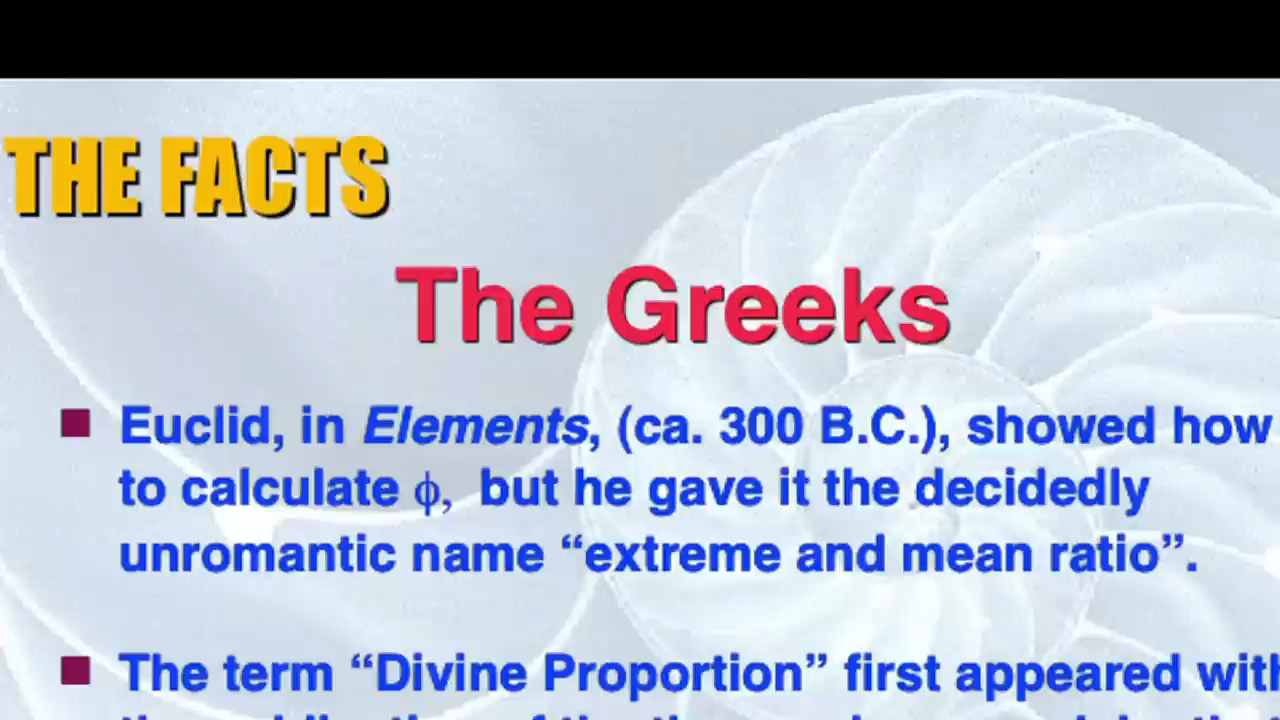 THE FACTS
The Greeks
Euclid, in Elements, (ca. 300 B.C.), showed how
to calculate ϕ, but he gave it the decidedly
unromantic name “extreme and mean ratio”.
The term “Divine Proportion” first appeared with